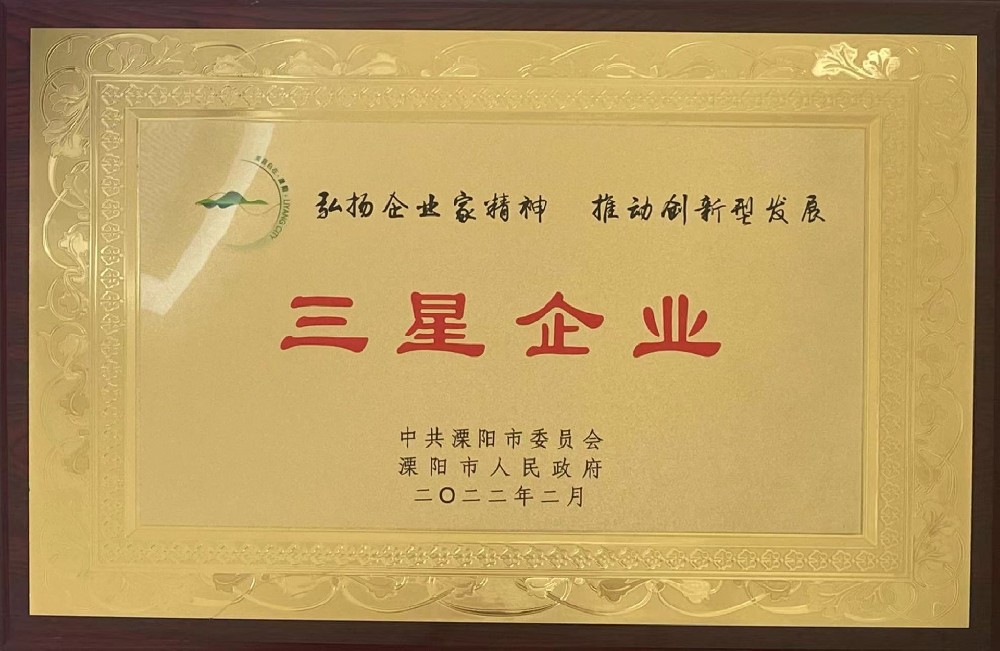 LIYANG CITY
弘扬企业家精神 推动创新型发展
三星企业
中共溧阳市委员会
溧阳市人民政府
二〇二二年二月